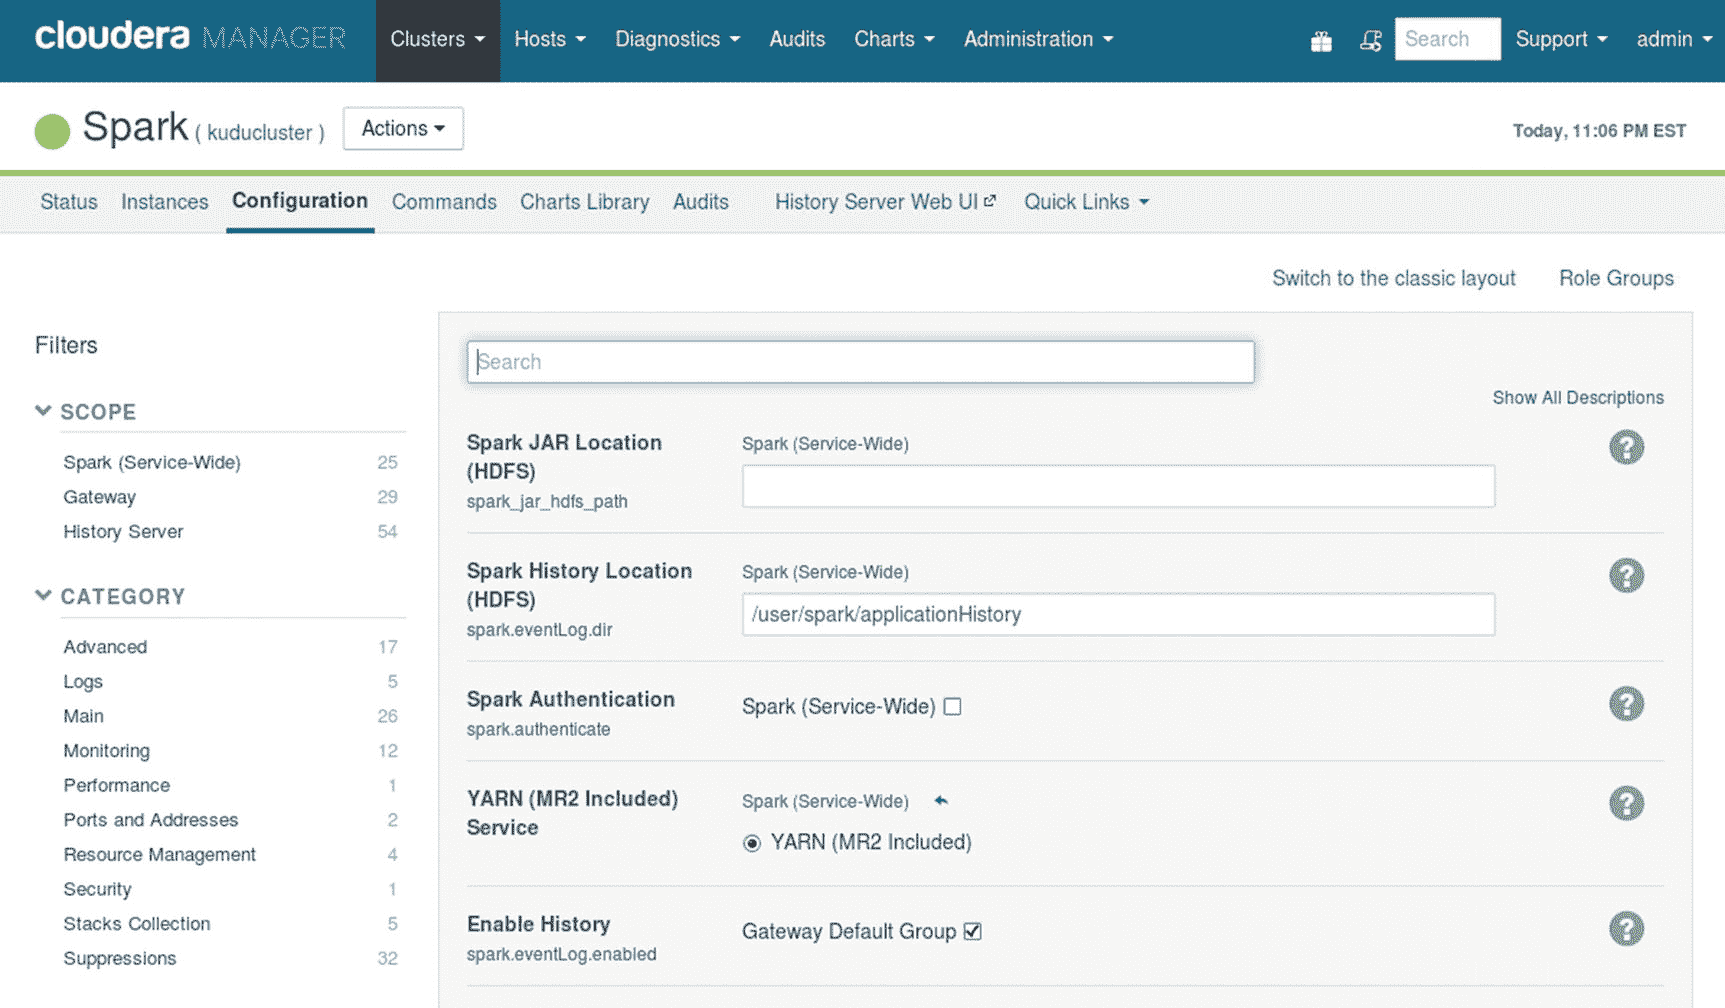 cloudera MANAGER Clusters Hosts Diagnostics Audits Charts Administration Search Support admin
Spark ( kuducluster ) Actions Today, 11:06 PM EST
Status Instances Configuration Commands Charts Library Audits History Server Web UI Quick Links
Switch to the classic layout Role Groups
Filters
SCOPE
Spark (Service-Wide) 25
Gateway 29
History Server 54
CATEGORY
Advanced 17
Logs 5
Main 26
Monitoring 12
Performance 1
Ports and Addresses 2
Resource Management 4
Security 1
Stacks Collection 5
Suppressions 32
Search
Show All Descriptions
Spark JAR Location
(HDFS)
spark_jar_hdfs_path
Spark (Service-Wide)
?
Spark History Location
(HDFS)
spark.eventLog.dir
Spark (Service-Wide)
/user/spark/applicationHistory
?
Spark Authentication
spark.authenticate
Spark (Service-Wide)
?
YARN (MR2 Included)
Service
Spark (Service-Wide)
YARN (MR2 Included)
?
Enable History
spark.eventLog.enabled
Gateway Default Group
?